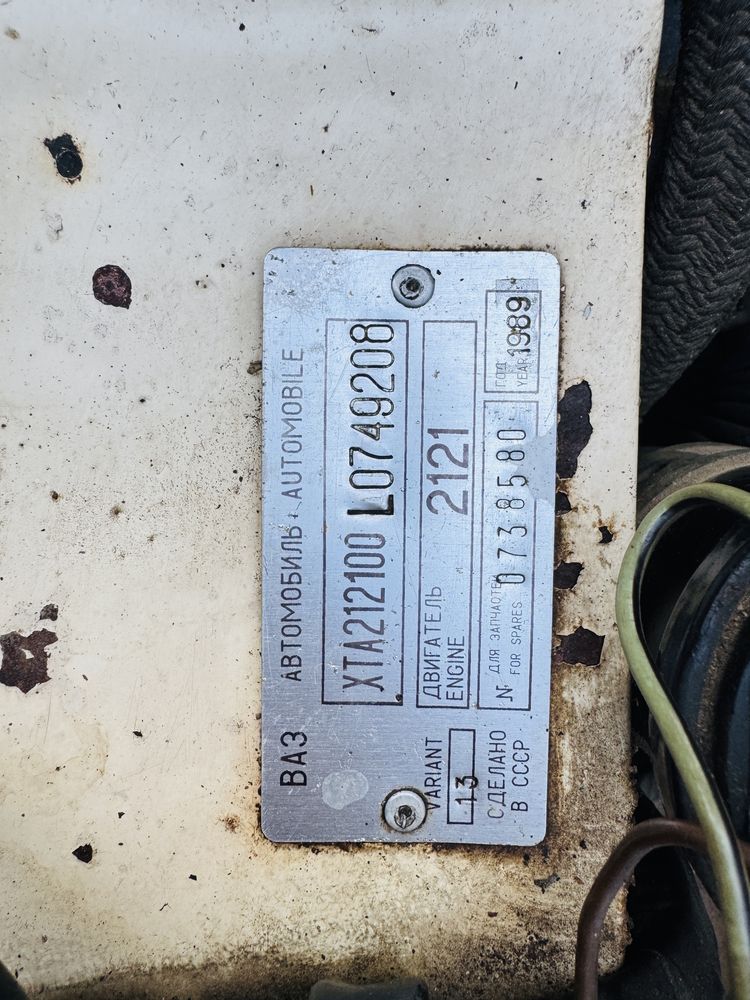 ВАЗ АВТОМОБИЛЬ · AUTOMOBILE
XTA212100 L0749208
VARIANT
13
ДВИГАТЕЛЬ
ENGINE
2121
СДЕЛАНО
В СССР
N ДЛЯ ЗАПЧАСТЕЙ
FOR SPARES
0738580
ГОД
YEAR
1989